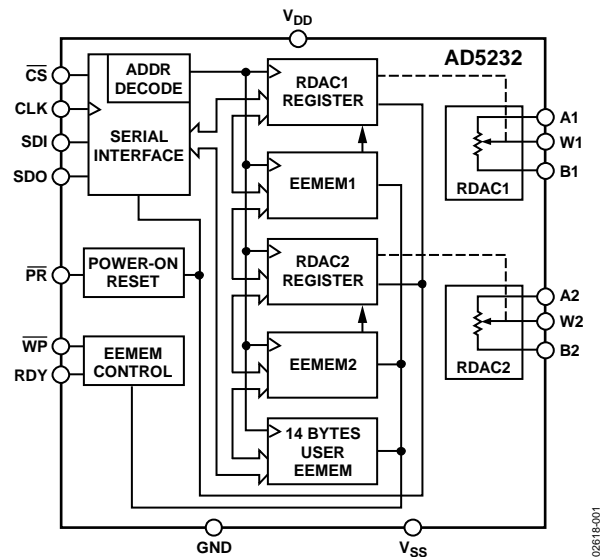 VDD
AD5232
CS
CLK
SDI
SDO
ADDR
DECODE
SERIAL
INTERFACE
RDAC1
REGISTER
EEMEM1
A1
W1
B1
RDAC1
PR
POWER-ON
RESET
RDAC2
REGISTER
WP
RDY
EEMEM
CONTROL
EEMEM2
A2
W2
B2
RDAC2
14 BYTES
USER
EEMEM
GND
VSS
02618-001